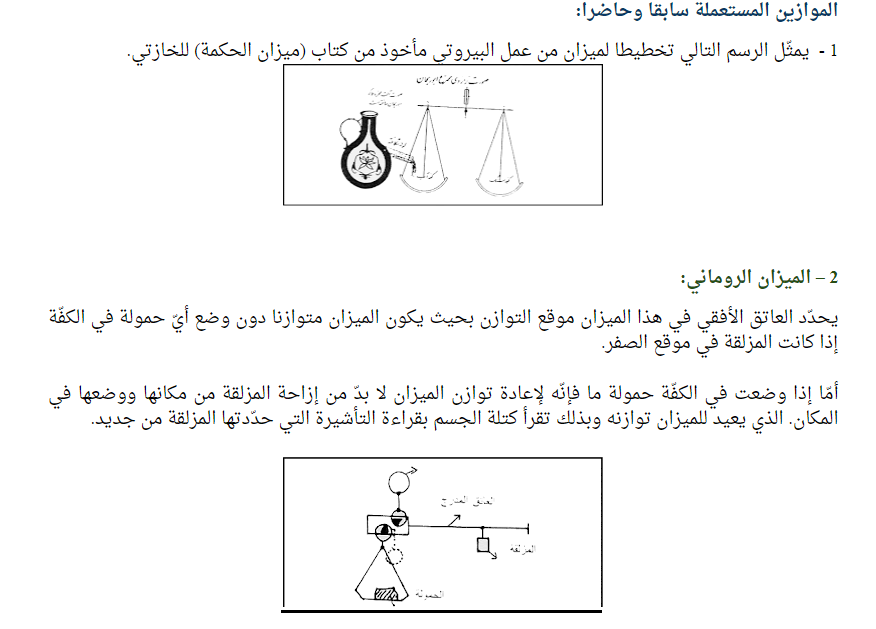 الموازين المستعملة سابقا وحاضرا:
1 - يمثّل الرسم التالي تخطيطا لميزان من عمل البيروتي مأخوذ من كتاب (ميزان الحكمة) للخازتي.
2 – الميزان الروماني:
يحدّد العاتق الأفقي في هذا الميزان موقع التوازن بحيث يكون الميزان متوازنا دون وضع أيّ حمولة في الكفّة
إذا كانت المزلقة في موقع الصفر.
أمّا إذا وضعت في الكفّة حمولة ما فإنّه لإعادة توازن الميزان لا بدّ من إزاحة المزلقة من مكانها ووضعها في
المكان. الذي يعيد للميزان توازنه وبذلك تقرأ كتلة الجسم بقراءة التأشيرة التي حدّدتها المزلقة من جديد.
العاتق المدرج
المزلقة
الحمولة